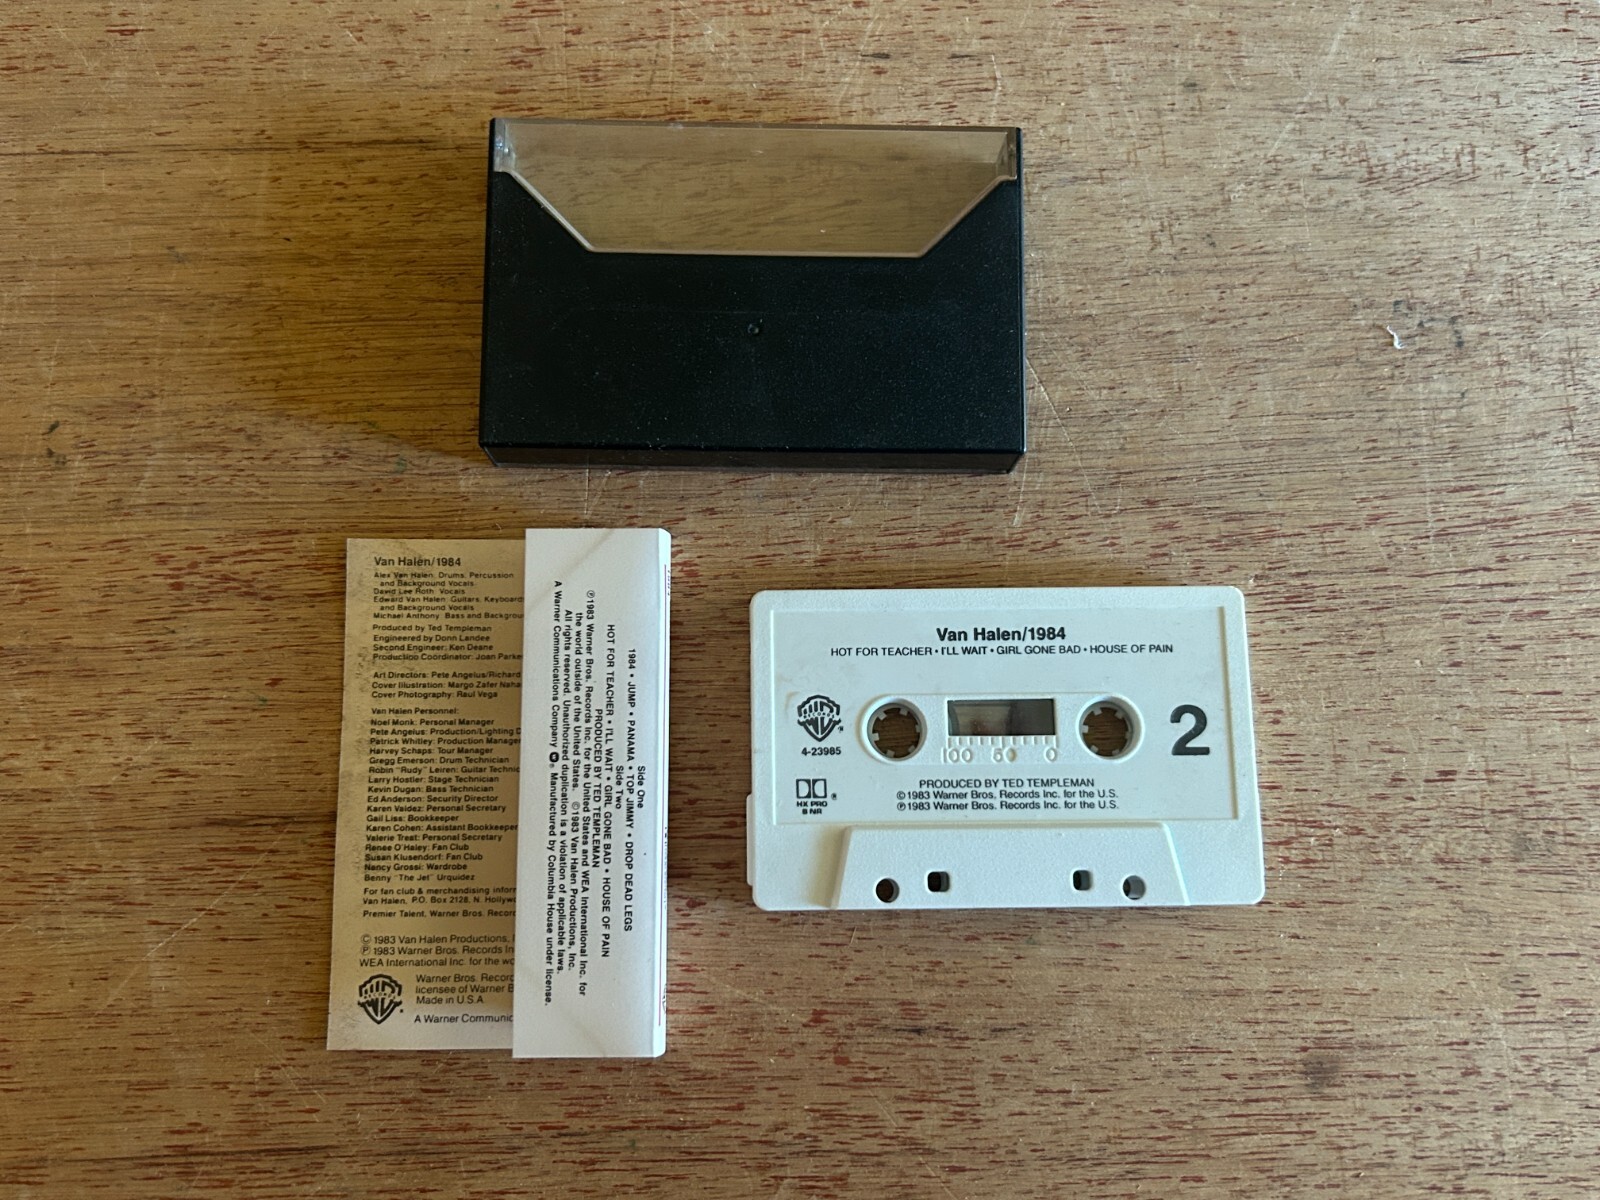 Van Halen/1984
Alex Van Halen: Drums, Percussion
and Background Vocals
David Lee Roth: Vocals
Edward Van Halen: Guitars, Keyboard
and Background Vocals
Michael Anthony: Bass and Backgrou
Produced by Ted Templeman
Engineered by Donn Landee
Second Engineer: Ken Deane
Production Coordinator: Joan Parke
Art Directors: Pete Angelus/Richard
Cover Illustration: Margo Zafer Naha
Cover Photography: Raul Vega
Van Halen Personnel:
Noel Monk: Personal Manager
Pete Angelus: Production/Lighting D
Patrick Whitley: Production Manager
Harvey Schaps: Tour Manager
Gregg Emerson: Drum Technician
Robin "Rudy" Leiren: Guitar Technic
Larry Hostler: Stage Technician
Kevin Dugan: Bass Technician
Ed Anderson: Security Director
Karen Valdez: Personal Secretary
Gail Liss: Bookkeeper
Karen Cohen: Assistant Bookkeeper
Valerie Trest: Personal Secretary
Renee O'Haley: Fan Club
Susan Klusendorf: Fan Club
Nancy Grossi: Wardrobe
Benny "The Jet" Urquidez
For fan club & merchandising inforr
Van Halen, P.O. Box 2128, N. Hollywo
Premier Talent, Warner Bros. Record
© 1983 Van Halen Productions, I
℗ 1983 Warner Bros. Records In
WEA International Inc. for the wo
Warner Bros. Record
licensee of Warner B
Made in U.S.A.
A Warner Communic
Side One
1984 • JUMP • PANAMA • TOP JIMMY • DROP DEAD LEGS
Side Two
HOT FOR TEACHER • I'LL WAIT • GIRL GONE BAD • HOUSE OF PAIN
PRODUCED BY TED TEMPLEMAN
℗1983 Warner Bros. Records Inc. for the United States and WEA International Inc. for
the world outside of the United States. ©1983 Van Halen Productions, Inc.
All rights reserved. Unauthorized duplication is a violation of applicable laws.
A Warner Communications Company ®. Manufactured by Columbia House under license.
Van Halen/1984
HOT FOR TEACHER • I'LL WAIT • GIRL GONE BAD • HOUSE OF PAIN
4-23985
2
100 50 0
HX PRO
B NR
PRODUCED BY TED TEMPLEMAN
©1983 Warner Bros. Records Inc. for the U.S.
℗1983 Warner Bros. Records Inc. for the U.S.